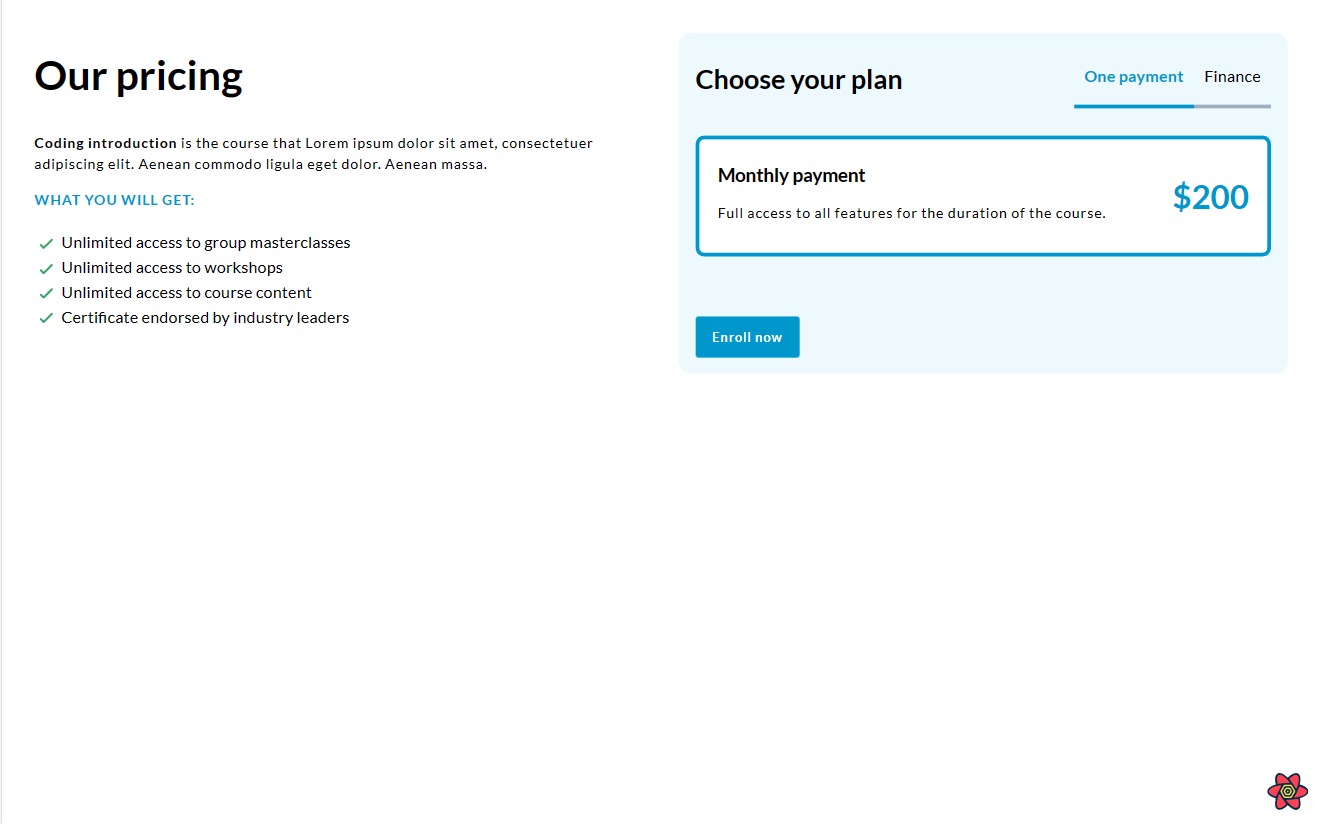 Our pricing
Coding introduction is the course that Lorem ipsum dolor sit amet, consectetuer
adipiscing elit. Aenean commodo ligula eget dolor. Aenean massa.
WHAT YOU WILL GET:
Unlimited access to group masterclasses
Unlimited access to workshops
Unlimited access to course content
Certificate endorsed by industry leaders
Choose your plan
One payment
Finance
Monthly payment
Full access to all features for the duration of the course.
$200
Enroll now